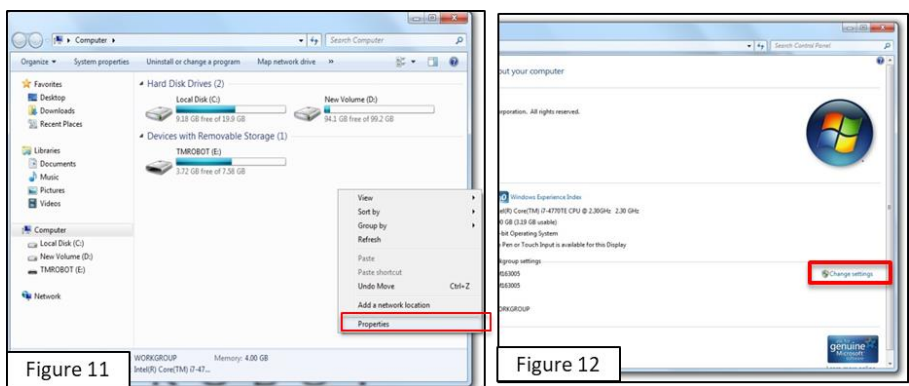 Computer
Search Computer
Organize
System properties
Uninstall or change a program
Map network drive
»
Favorites
Desktop
Downloads
Recent Places
Libraries
Documents
Music
Pictures
Videos
Computer
Local Disk (C:)
New Volume (D:)
TMROBOT (E:)
Network
Hard Disk Drives (2)
Local Disk (C:)
9.18 GB free of 19.9 GB
New Volume (D:)
94.1 GB free of 99.2 GB
Devices with Removable Storage (1)
TMROBOT (E:)
3.72 GB free of 7.58 GB
View
Sort by
Group by
Refresh
Paste
Paste shortcut
Undo Move Ctrl+Z
Add a network location
Properties
WORKGROUP Memory: 4.00 GB
Intel(R) Core(TM) i7-47...
Figure 11
Search Control Panel
out your computer
orporation. All rights reserved.
Windows Experience Index
el(R) Core(TM) i7-4770TE CPU @ 2.30GHz 2.30 GHz
GB (3.19 GB usable)
-bit Operating System
Pen or Touch Input is available for this Display
kgroup settings
163005
Change settings
163005
ORKGROUP
genuine
Microsoft
Figure 12